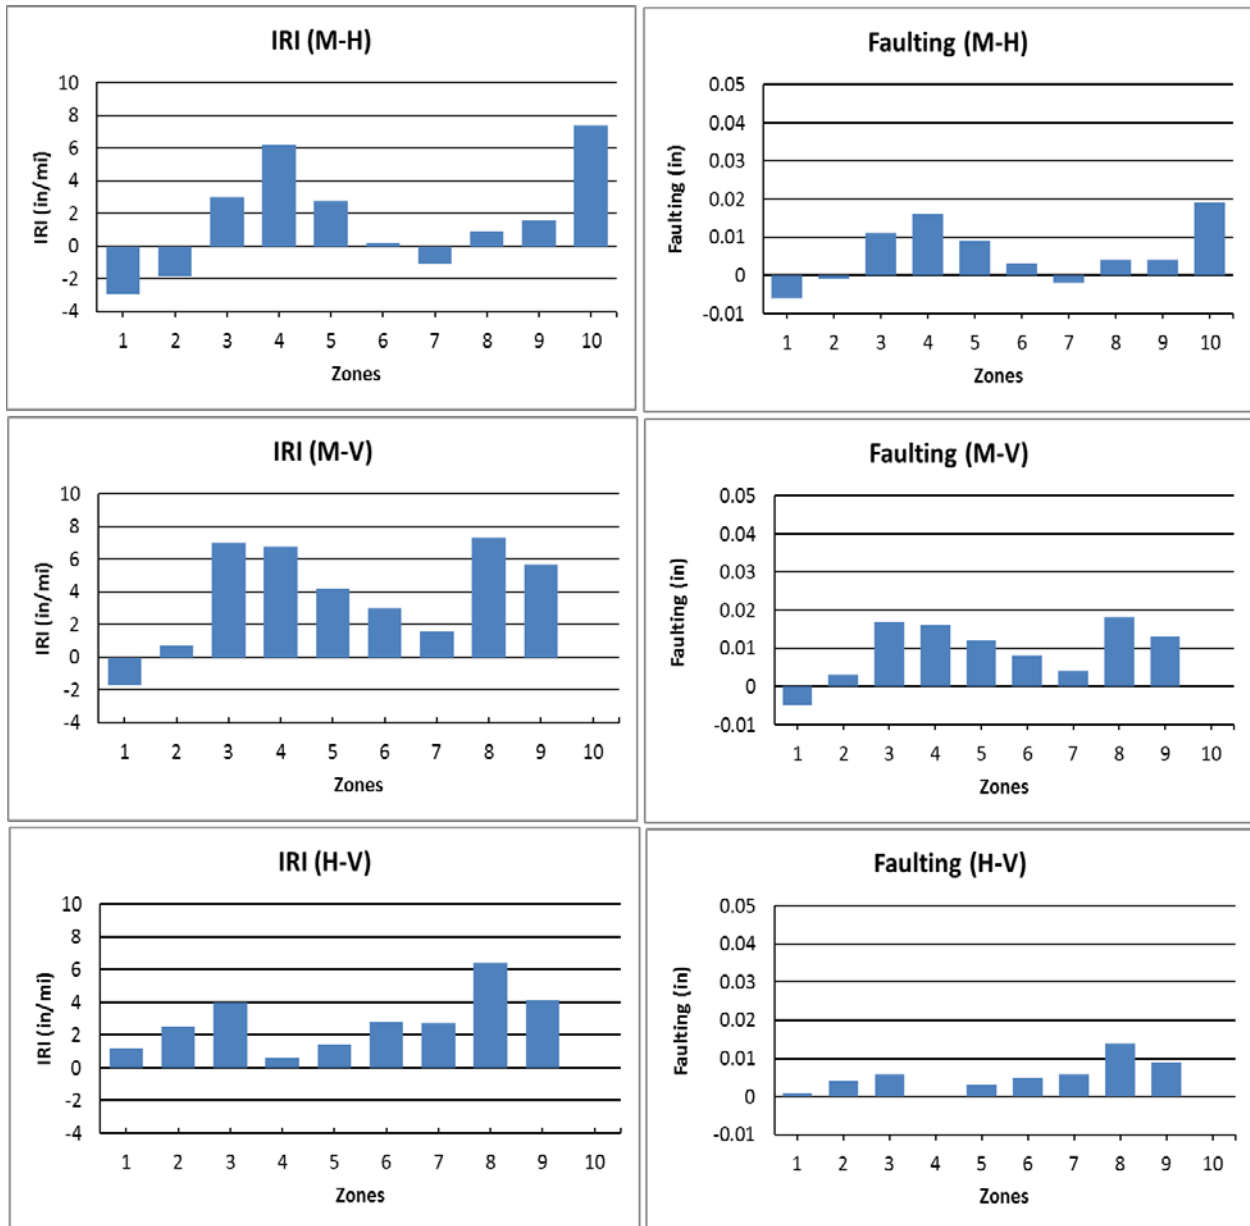 IRI (M-H)
IRI (in/mi)
10
8
6
4
2
0
-2
-4
1 2 3 4 5 6 7 8 9 10
Zones
Faulting (M-H)
Faulting (in)
0.05
0.04
0.03
0.02
0.01
0
-0.01
1 2 3 4 5 6 7 8 9 10
Zones
IRI (M-V)
IRI (in/mi)
10
8
6
4
2
0
-2
-4
1 2 3 4 5 6 7 8 9 10
Zones
Faulting (M-V)
Faulting (in)
0.05
0.04
0.03
0.02
0.01
0
-0.01
1 2 3 4 5 6 7 8 9 10
Zones
IRI (H-V)
IRI (in/mi)
10
8
6
4
2
0
-2
-4
1 2 3 4 5 6 7 8 9 10
Zones
Faulting (H-V)
Faulting (in)
0.05
0.04
0.03
0.02
0.01
0
-0.01
1 2 3 4 5 6 7 8 9 10
Zones